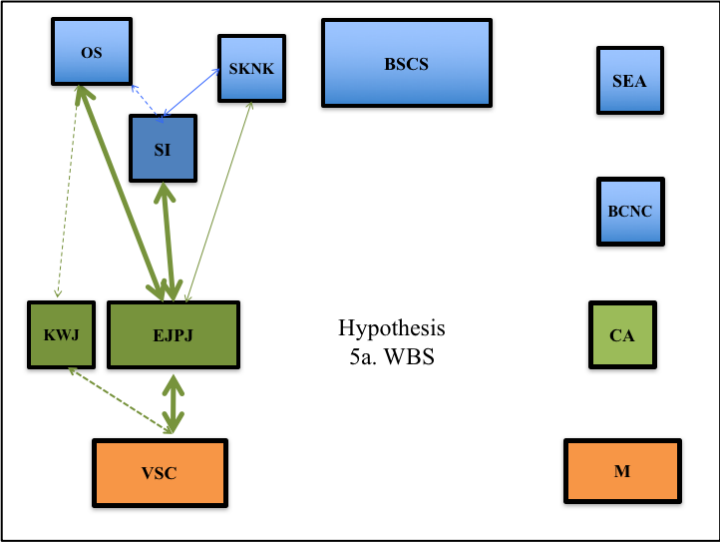 OS
SKNK
BSCS
SEA
SI
BCNC
KWJ
EJPJ
Hypothesis
5a. WBS
CA
VSC
M